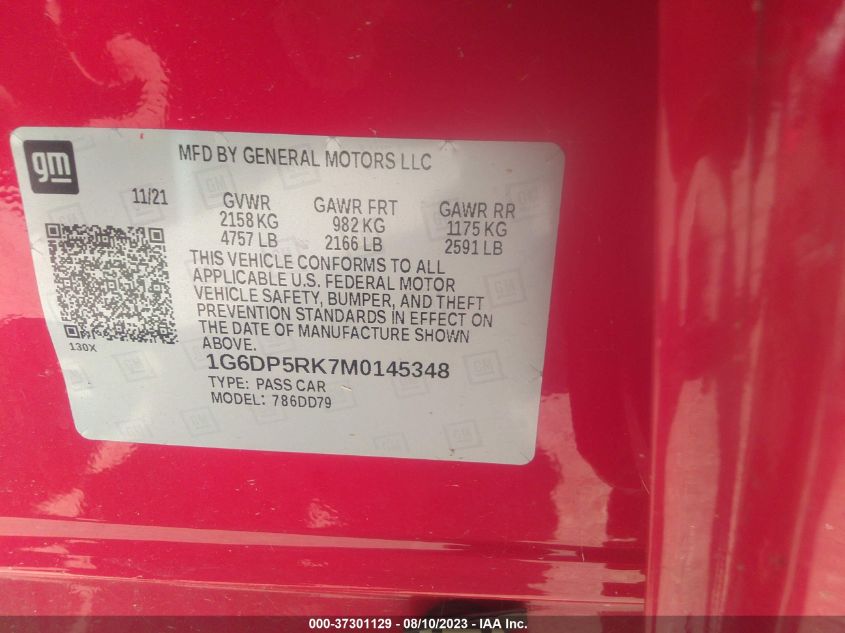 gm
MFD BY GENERAL MOTORS LLC
11/21
GVWR GAWR FRT GAWR RR
2158 KG 982 KG 1175 KG
4757 LB 2166 LB 2591 LB
THIS VEHICLE CONFORMS TO ALL
APPLICABLE U.S. FEDERAL MOTOR
VEHICLE SAFETY, BUMPER, AND THEFT
PREVENTION STANDARDS IN EFFECT ON
THE DATE OF MANUFACTURE SHOWN
ABOVE.
130X
1G6DP5RK7M0145348
TYPE: PASS CAR
MODEL: 786DD79
000-37301129 - 08/10/2023 - IAA Inc.